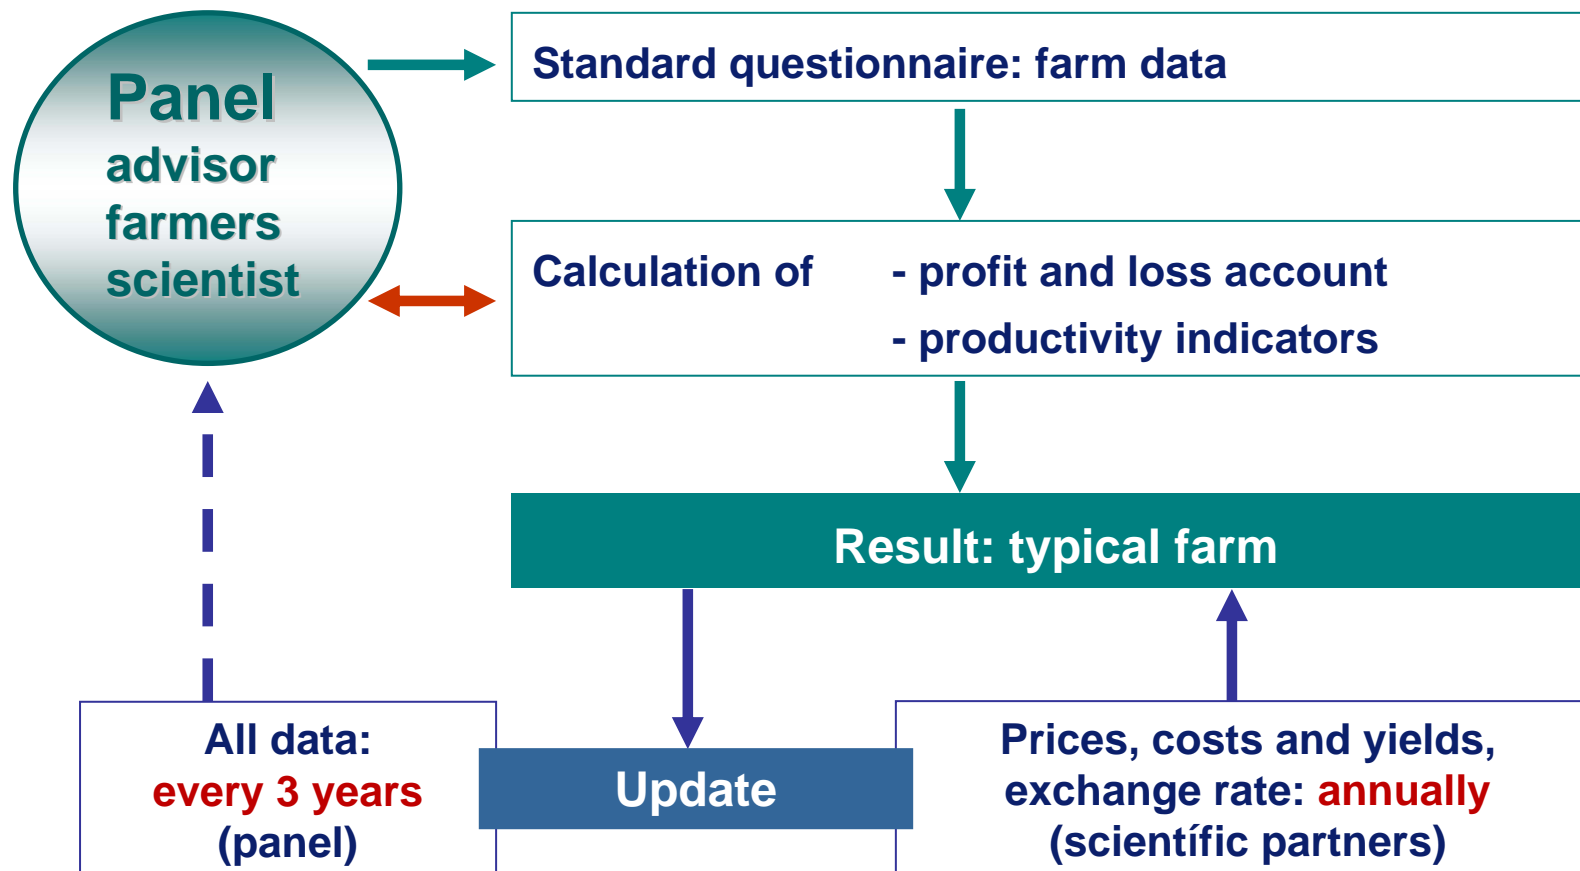 Panel
advisor
farmers
scientist
Standard questionnaire: farm data
Calculation of - profit and loss account
- productivity indicators
Result: typical farm
All data:
every 3 years
(panel)
Update
Prices, costs and yields,
exchange rate: annually
(scientífic partners)